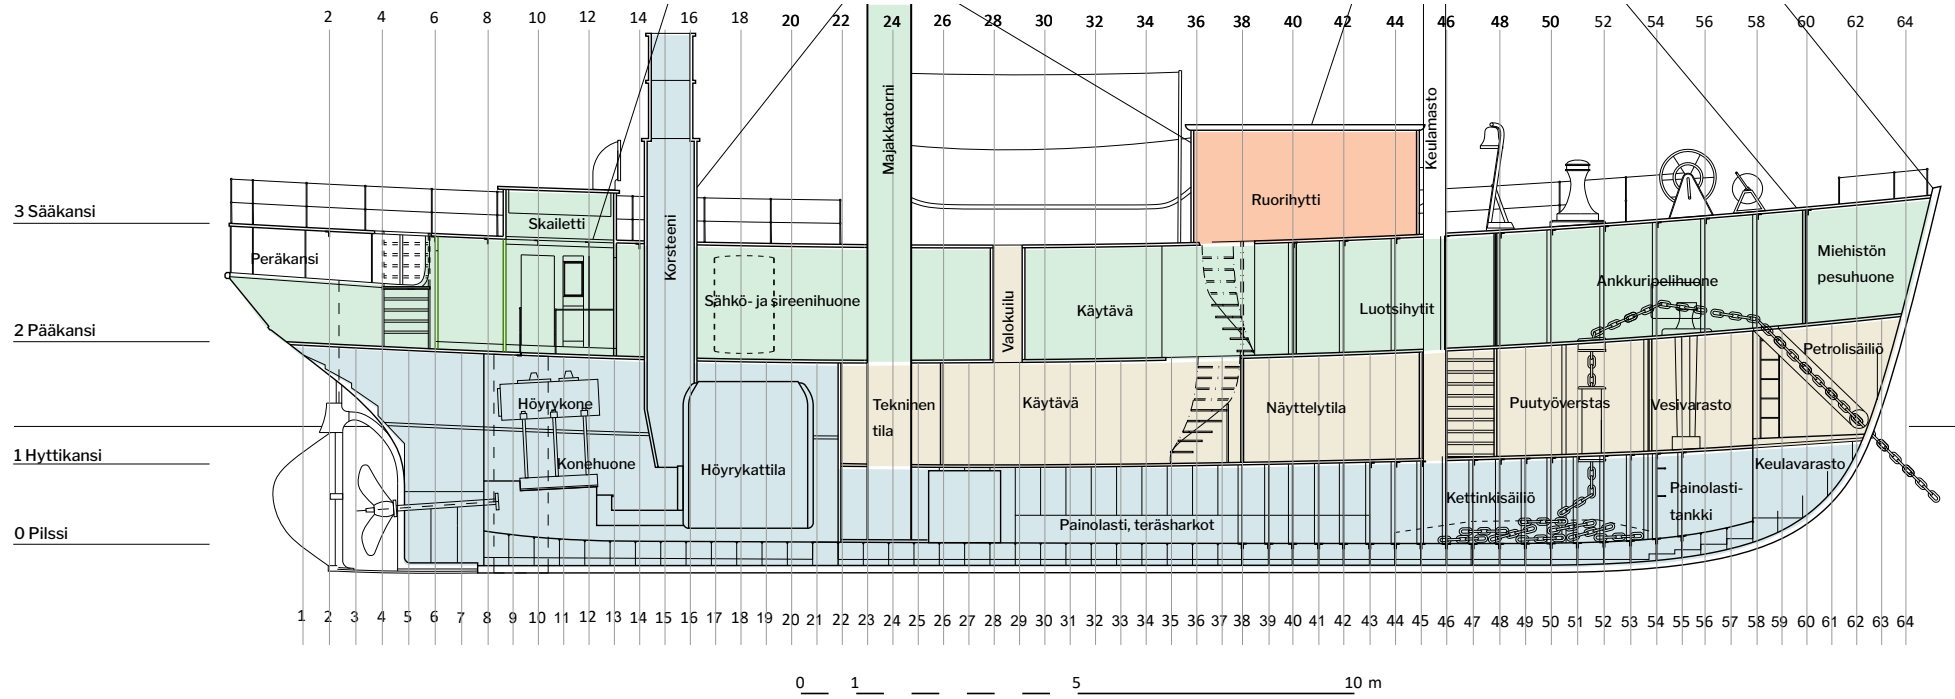 2 4 6 8 10 12 14 16 18 20 22 24 26 28 30 32 34 36 38 40 42 44 46 48 50 52 54 56 58 60 62 64
Majakkatorni
Keulamasto
Korsteeni
Valokuilu
3 Sääkansi
Skailetti
Ruorihytti
Peräkansi
Miehistön
pesuhuone
Sähkö- ja sireenihuone
Käytävä
Luotsihytit
Ankkuripelihuone
2 Pääkansi
Petrolisäiliö
Höyrykone
Tekninen
tila
Käytävä
Näyttelytila
Puutyöverstas
Vesivarasto
1 Hyttikansi
Konehuone
Höyrykattila
Keulavarasto
Kettinkisäiliö
Painolasti-
tankki
Painolasti, teräsharkot
0 Pilssi
1 2 3 4 5 6 7 8 9 10 11 12 13 14 15 16 17 18 19 20 21 22 23 24 25 26 27 28 29 30 31 32 33 34 35 36 37 38 39 40 41 42 43 44 45 46 47 48 49 50 51 52 53 54 55 56 57 58 59 60 61 62 63 64
0 1 5 10 m